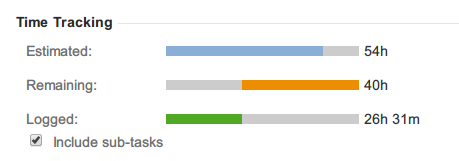 Time Tracking
Estimated: 54h
Remaining: 40h
Logged: 26h 31m
Include sub-tasks